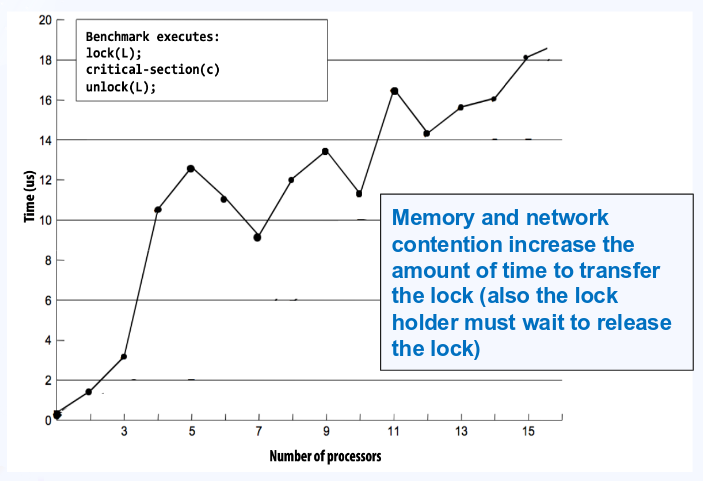 20
Benchmark executes:
lock(L);
critical-section(c)
unlock(L);
18
16
14
12
10
8
6
4
2
0
Time (us)
Memory and network
contention increase the
amount of time to transfer
the lock (also the lock
holder must wait to release
the lock)
3 5 7 9 11 13 15
Number of processors